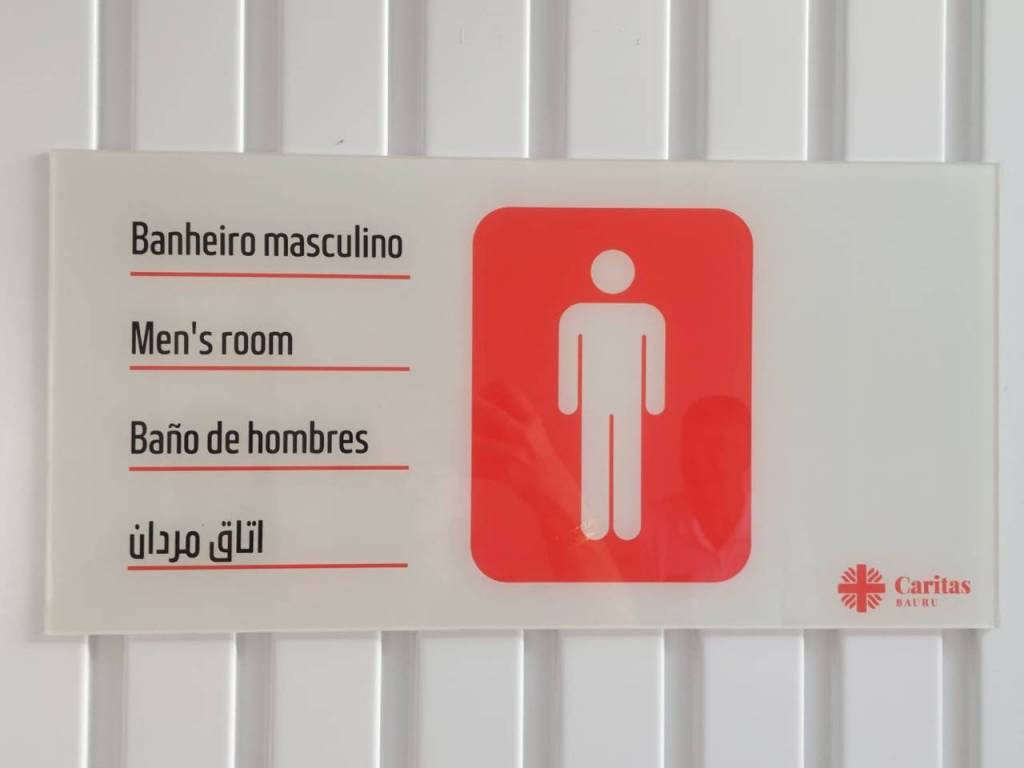 Banheiro masculino
Men's room
Baño de hombres
اتاق مردان
Caritas
BAURU